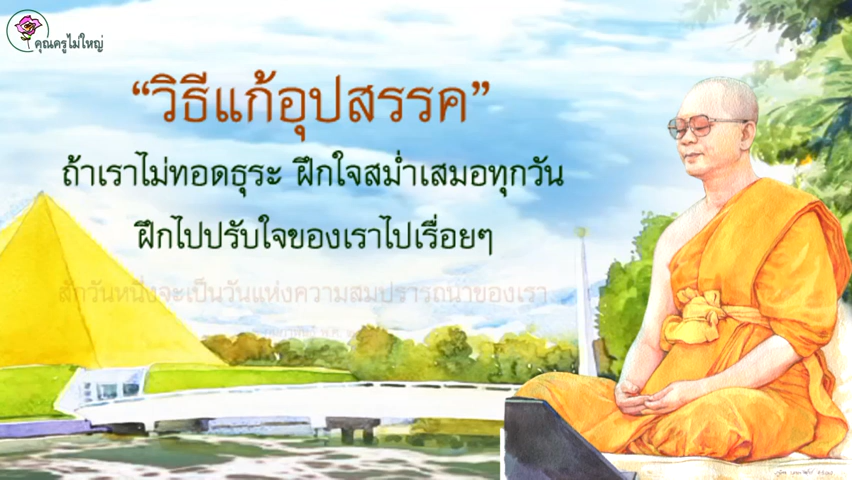 คุณครูไม่ใหญ่
“วิธีแก้อุปสรรค”
ถ้าเราไม่ทอดธุระ ฝึกใจสม่ำเสมอทุกวัน
ฝึกไปปรับใจของเราไปเรื่อยๆ
สักวันหนึ่งจะเป็นวันแห่งความสมปรารถนาของเรา